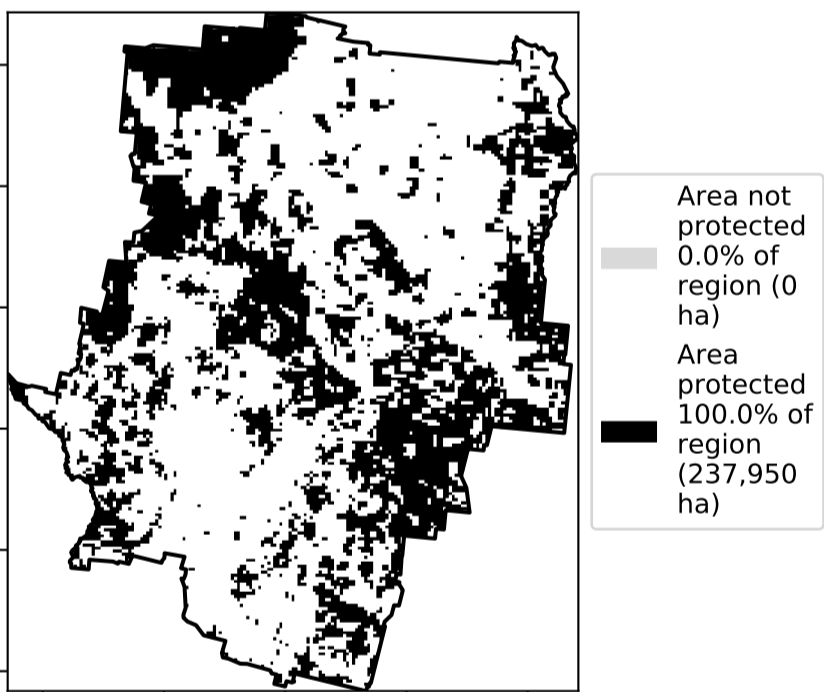 Area not
protected
0.0% of
region (0
ha)
Area
protected
100.0% of
region
(237,950
ha)